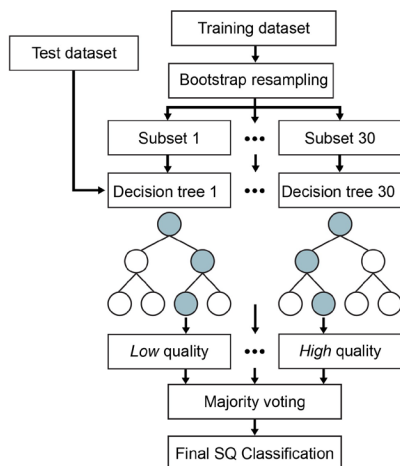 Training dataset
Test dataset
Bootstrap resampling
Subset 1 ••• Subset 30
Decision tree 1 ••• Decision tree 30
Low quality ••• High quality
Majority voting
Final SQ Classification